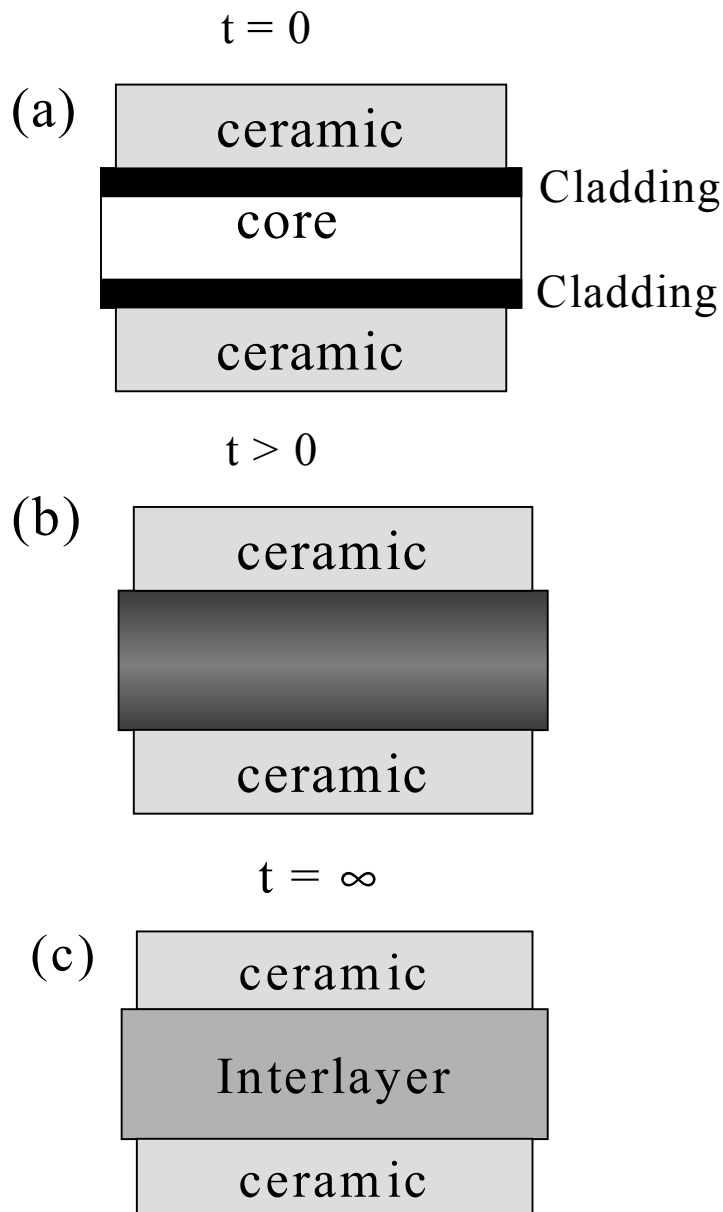 t = 0
(a)
ceramic
Cladding
core
Cladding
ceramic
t > 0
(b)
ceramic
ceramic
t = ∞
(c)
ceramic
Interlayer
ceramic